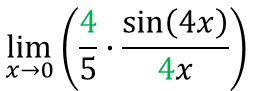 lim x→0 (4/5 · sin(4x)/4x)